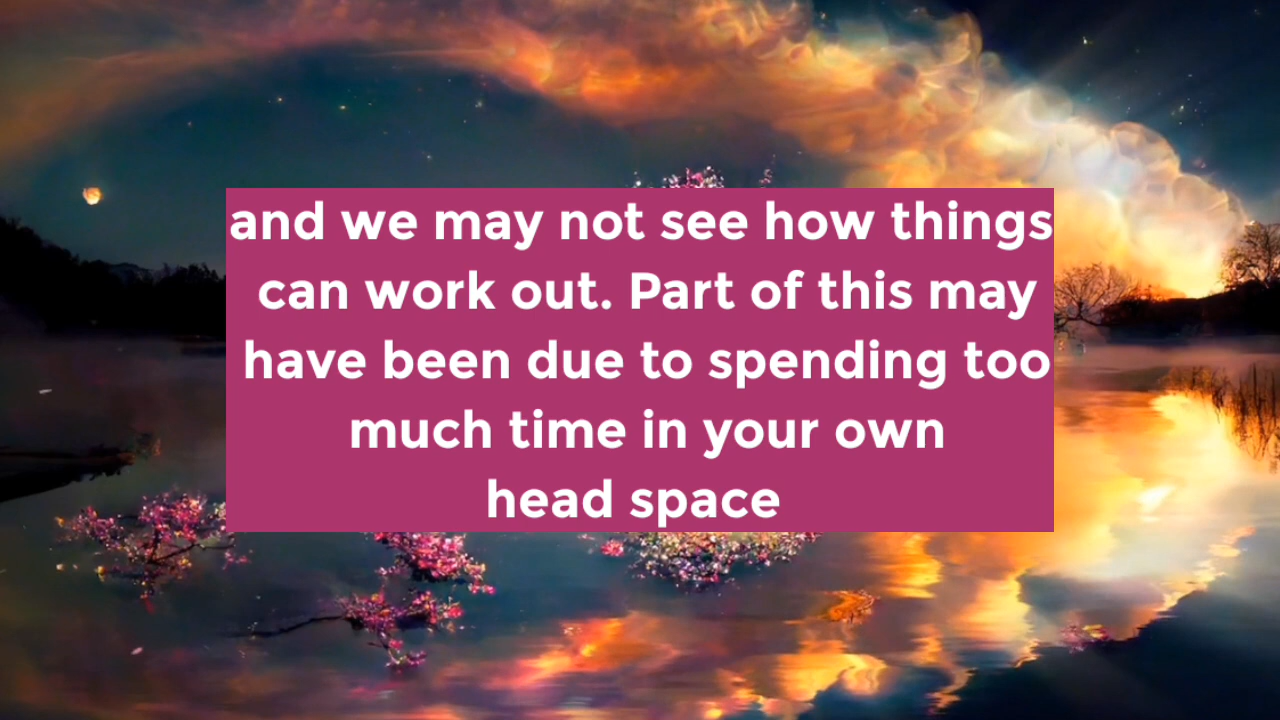 and we may not see how things
can work out. Part of this may
have been due to spending too
much time in your own
head space